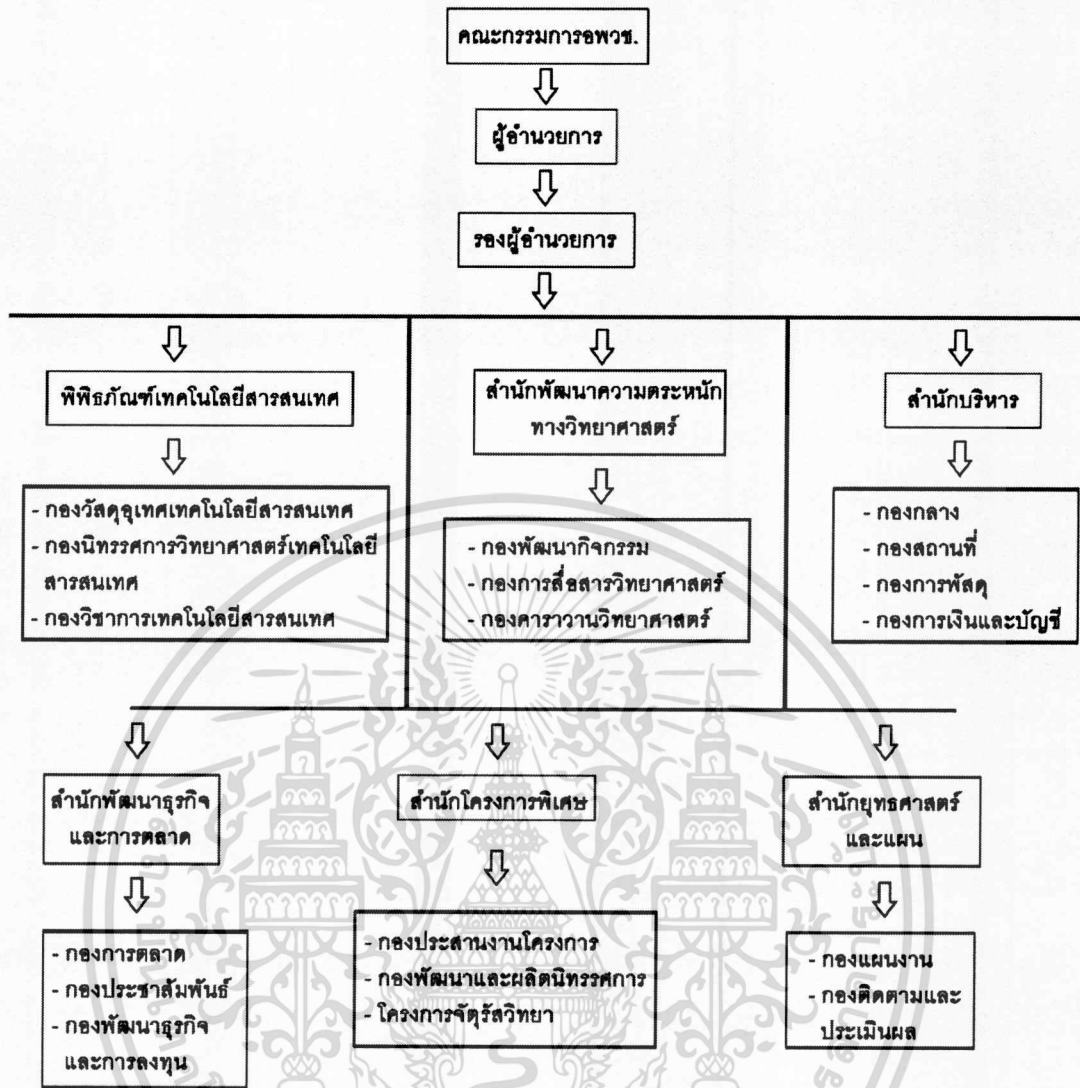 คณะกรรมการอพวช.
ผู้อำนวยการ
รองผู้อำนวยการ
พิพิธภัณฑ์เทคโนโลยีสารสนเทศ
สำนักพัฒนาความตระหนัก
ทางวิทยาศาสตร์
สำนักบริหาร
- กองวัสดุอุเทศเทคโนโลยีสารสนเทศ
- กองนิทรรศการวิทยาศาสตร์เทคโนโลยี
สารสนเทศ
- กองวิชาการเทคโนโลยีสารสนเทศ
- กองพัฒนากิจกรรม
- กองการสื่อสารวิทยาศาสตร์
- กองคาราวานวิทยาศาสตร์
- กองกลาง
- กองสถานที่
- กองการพัสดุ
- กองการเงินและบัญชี
สำนักพัฒนาธุรกิจ
และการตลาด
สำนักโครงการพิเศษ
สำนักยุทธศาสตร์
และแผน
- กองการตลาด
- กองประชาสัมพันธ์
- กองพัฒนาธุรกิจ
และการลงทุน
- กองประสานงานโครงการ
- กองพัฒนาและผลิตนิทรรศการ
- โครงการจัตุรัสวิทยา
- กองแผนงาน
- กองติดตามและ
ประเมินผล